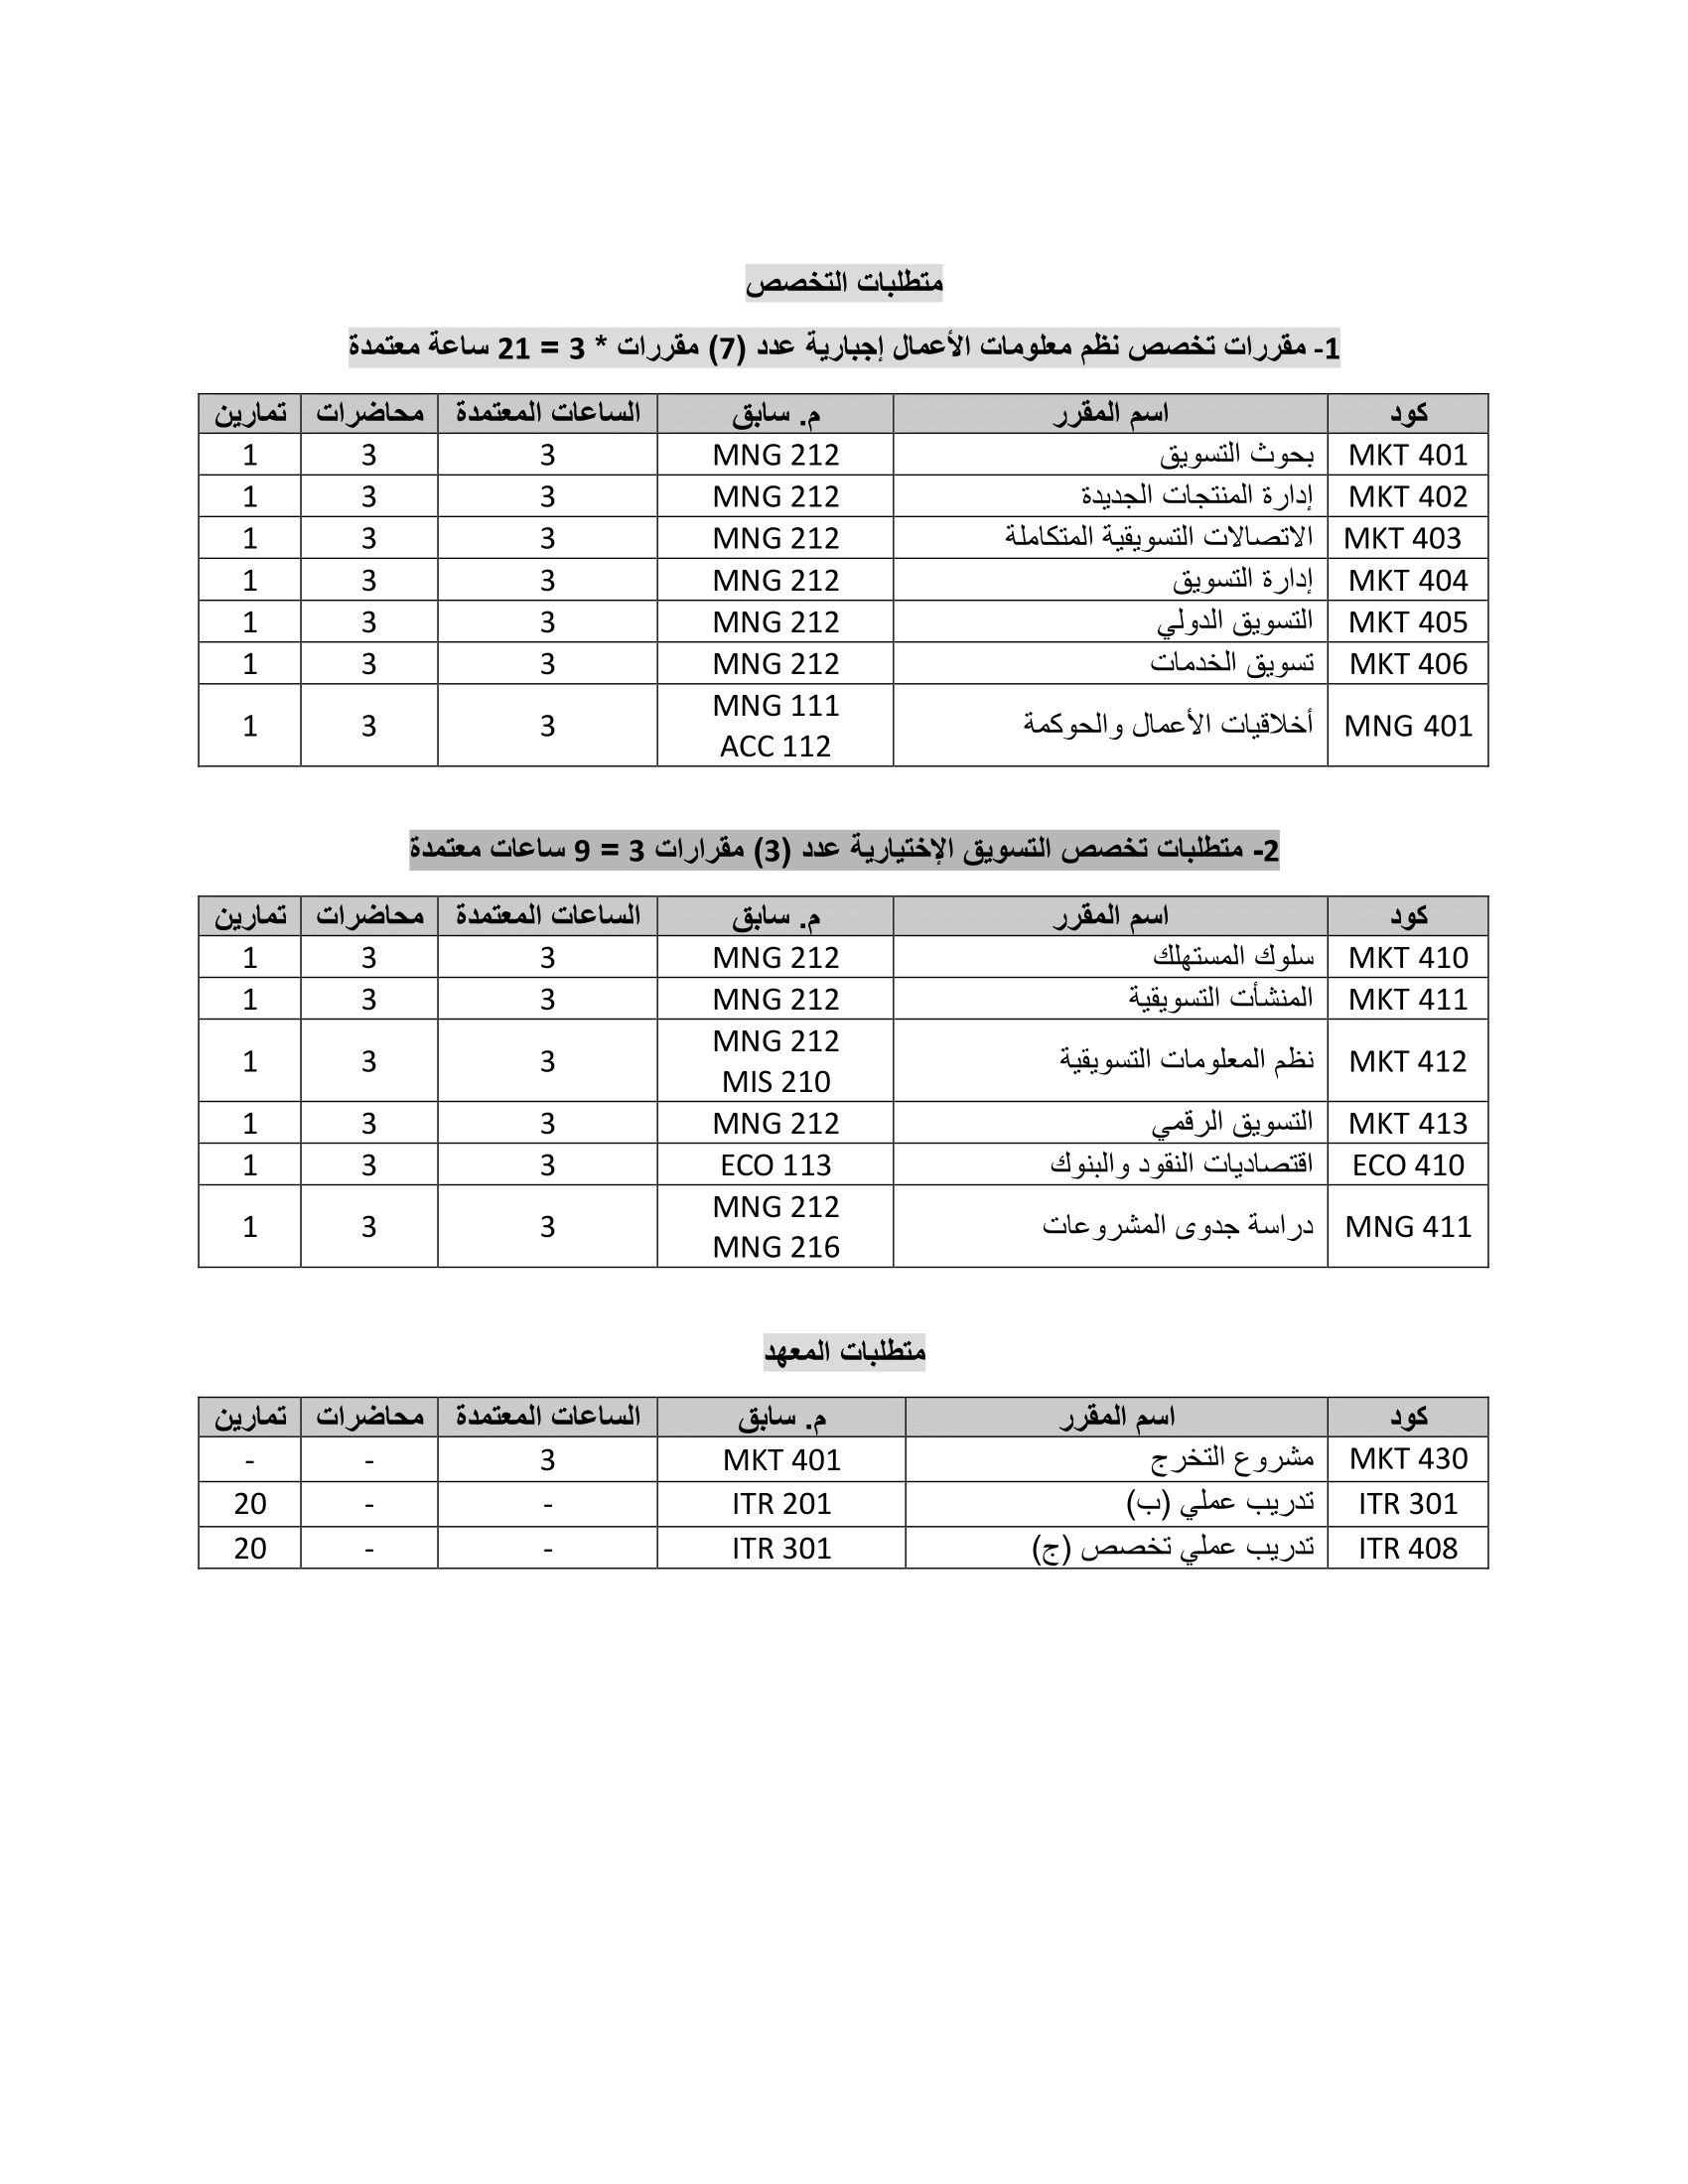 متطلبات التخصص
1- مقررات تخصص نظم معلومات الأعمال إجبارية عدد (7) مقررات * 3 = 21 ساعة معتمدة
كود اسم المقرر م. سابق الساعات المعتمدة محاضرات تمارين
MKT 401 بحوث التسويق MNG 212 3 3 1
MKT 402 إدارة المنتجات الجديدة MNG 212 3 3 1
MKT 403 الاتصالات التسويقية المتكاملة MNG 212 3 3 1
MKT 404 إدارة التسويق MNG 212 3 3 1
MKT 405 التسويق الدولي MNG 212 3 3 1
MKT 406 تسويق الخدمات MNG 212 3 3 1
MNG 401 أخلاقيات الأعمال والحوكمة MNG 111 3 3 1
ACC 112
2- متطلبات تخصص التسويق الإختيارية عدد (3) مقرارات 3 = 9 ساعات معتمدة
كود اسم المقرر م. سابق الساعات المعتمدة محاضرات تمارين
MKT 410 سلوك المستهلك MNG 212 3 3 1
MKT 411 المنشأت التسويقية MNG 212 3 3 1
MKT 412 نظم المعلومات التسويقية MNG 212 3 3 1
MIS 210
MKT 413 التسويق الرقمي MNG 212 3 3 1
ECO 410 اقتصاديات النقود والبنوك ECO 113 3 3 1
MNG 411 دراسة جدوى المشروعات MNG 212 3 3 1
MNG 216
متطلبات المعهد
كود اسم المقرر م. سابق الساعات المعتمدة محاضرات تمارين
MKT 430 مشروع التخرج MKT 401 3 - -
ITR 301 تدريب عملي (ب) ITR 201 - - 20
ITR 408 تدريب عملي تخصص (ج) ITR 301 - - 20